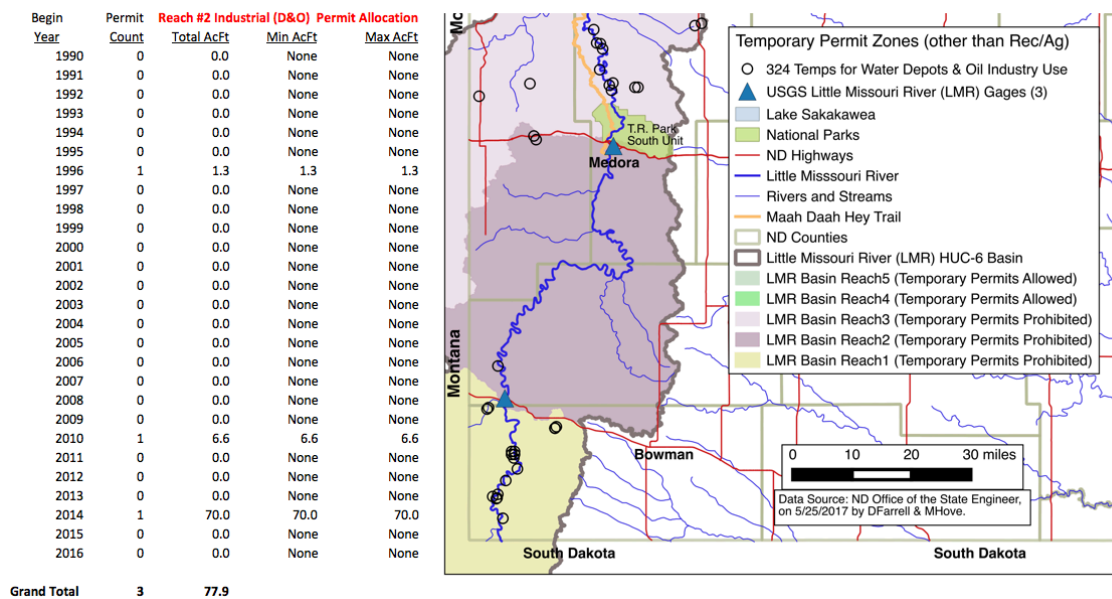 Begin Permit Reach #2 Industrial (D&O) Permit Allocation
Year Count Total AcFt Min AcFt Max AcFt
1990 0 0.0 None None
1991 0 0.0 None None
1992 0 0.0 None None
1993 0 0.0 None None
1994 0 0.0 None None
1995 0 0.0 None None
1996 1 1.3 1.3 1.3
1997 0 0.0 None None
1998 0 0.0 None None
1999 0 0.0 None None
2000 0 0.0 None None
2001 0 0.0 None None
2002 0 0.0 None None
2003 0 0.0 None None
2004 0 0.0 None None
2005 0 0.0 None None
2006 0 0.0 None None
2007 0 0.0 None None
2008 0 0.0 None None
2009 0 0.0 None None
2010 1 6.6 6.6 6.6
2011 0 0.0 None None
2012 0 0.0 None None
2013 0 0.0 None None
2014 1 70.0 70.0 70.0
2015 0 0.0 None None
2016 0 0.0 None None
Grand Total 3 77.9
T.R. Park
South Unit
Medora
Montana
Bowman
South Dakota
South Dakota
Temporary Permit Zones (other than Rec/Ag)
324 Temps for Water Depots & Oil Industry Use
USGS Little Missouri River (LMR) Gages (3)
Lake Sakakawea
National Parks
ND Highways
Little Misssouri River
Rivers and Streams
Maah Daah Hey Trail
ND Counties
Little Missouri River (LMR) HUC-6 Basin
LMR Basin Reach5 (Temporary Permits Allowed)
LMR Basin Reach4 (Temporary Permits Allowed)
LMR Basin Reach3 (Temporary Permits Prohibited)
LMR Basin Reach2 (Temporary Permits Prohibited)
LMR Basin Reach1 (Temporary Permits Prohibited)
0 10 20 30 miles
Data Source: ND Office of the State Engineer,
on 5/25/2017 by DFarrell & MHove.